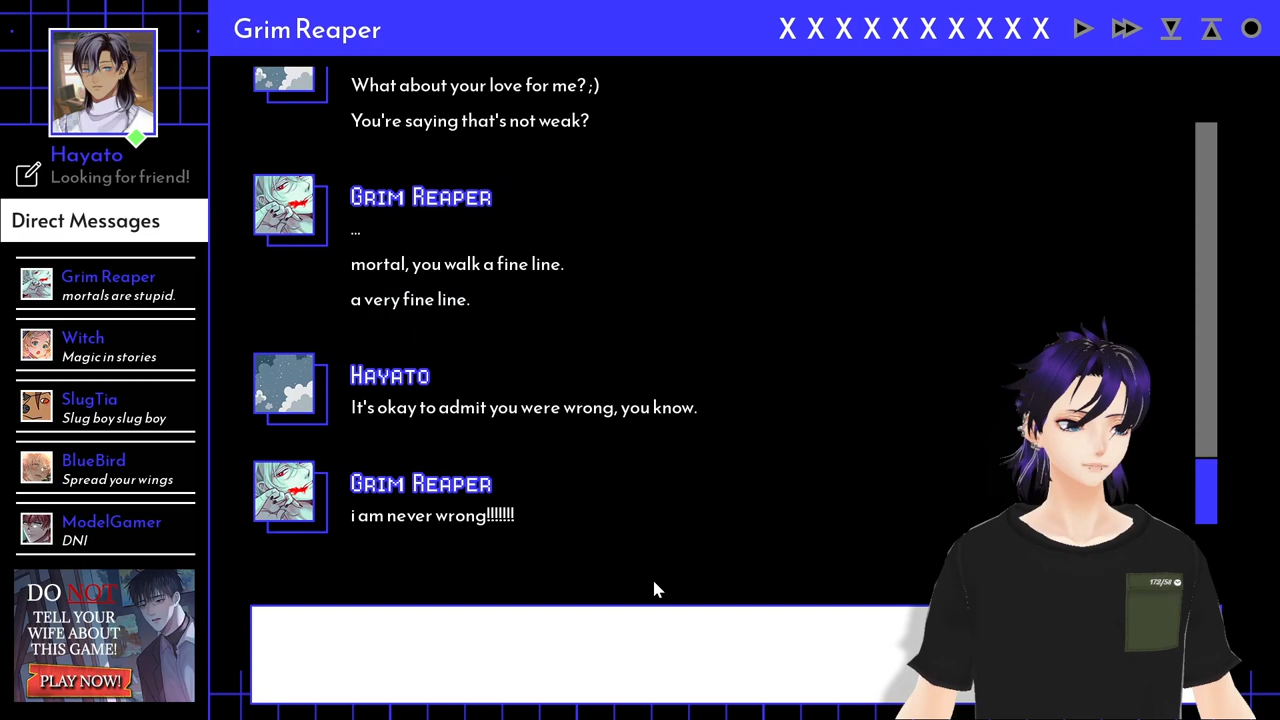 Grim Reaper
X X X X X X X X X X
Hayato
Looking for friend!
Direct Messages
Grim Reaper
mortals are stupid.
Witch
Magic in stories
SlugTia
Slug boy slug boy
BlueBird
Spread your wings
ModelGamer
DNI
DO NOT
TELL YOUR
WIFE ABOUT
THIS GAME!
PLAY NOW!
What about your love for me? ;)
You're saying that's not weak?
GRIM REAPER
...
mortal, you walk a fine line.
a very fine line.
HAYATO
It's okay to admit you were wrong, you know.
GRIM REAPER
i am never wrong!!!!!!!
172/58